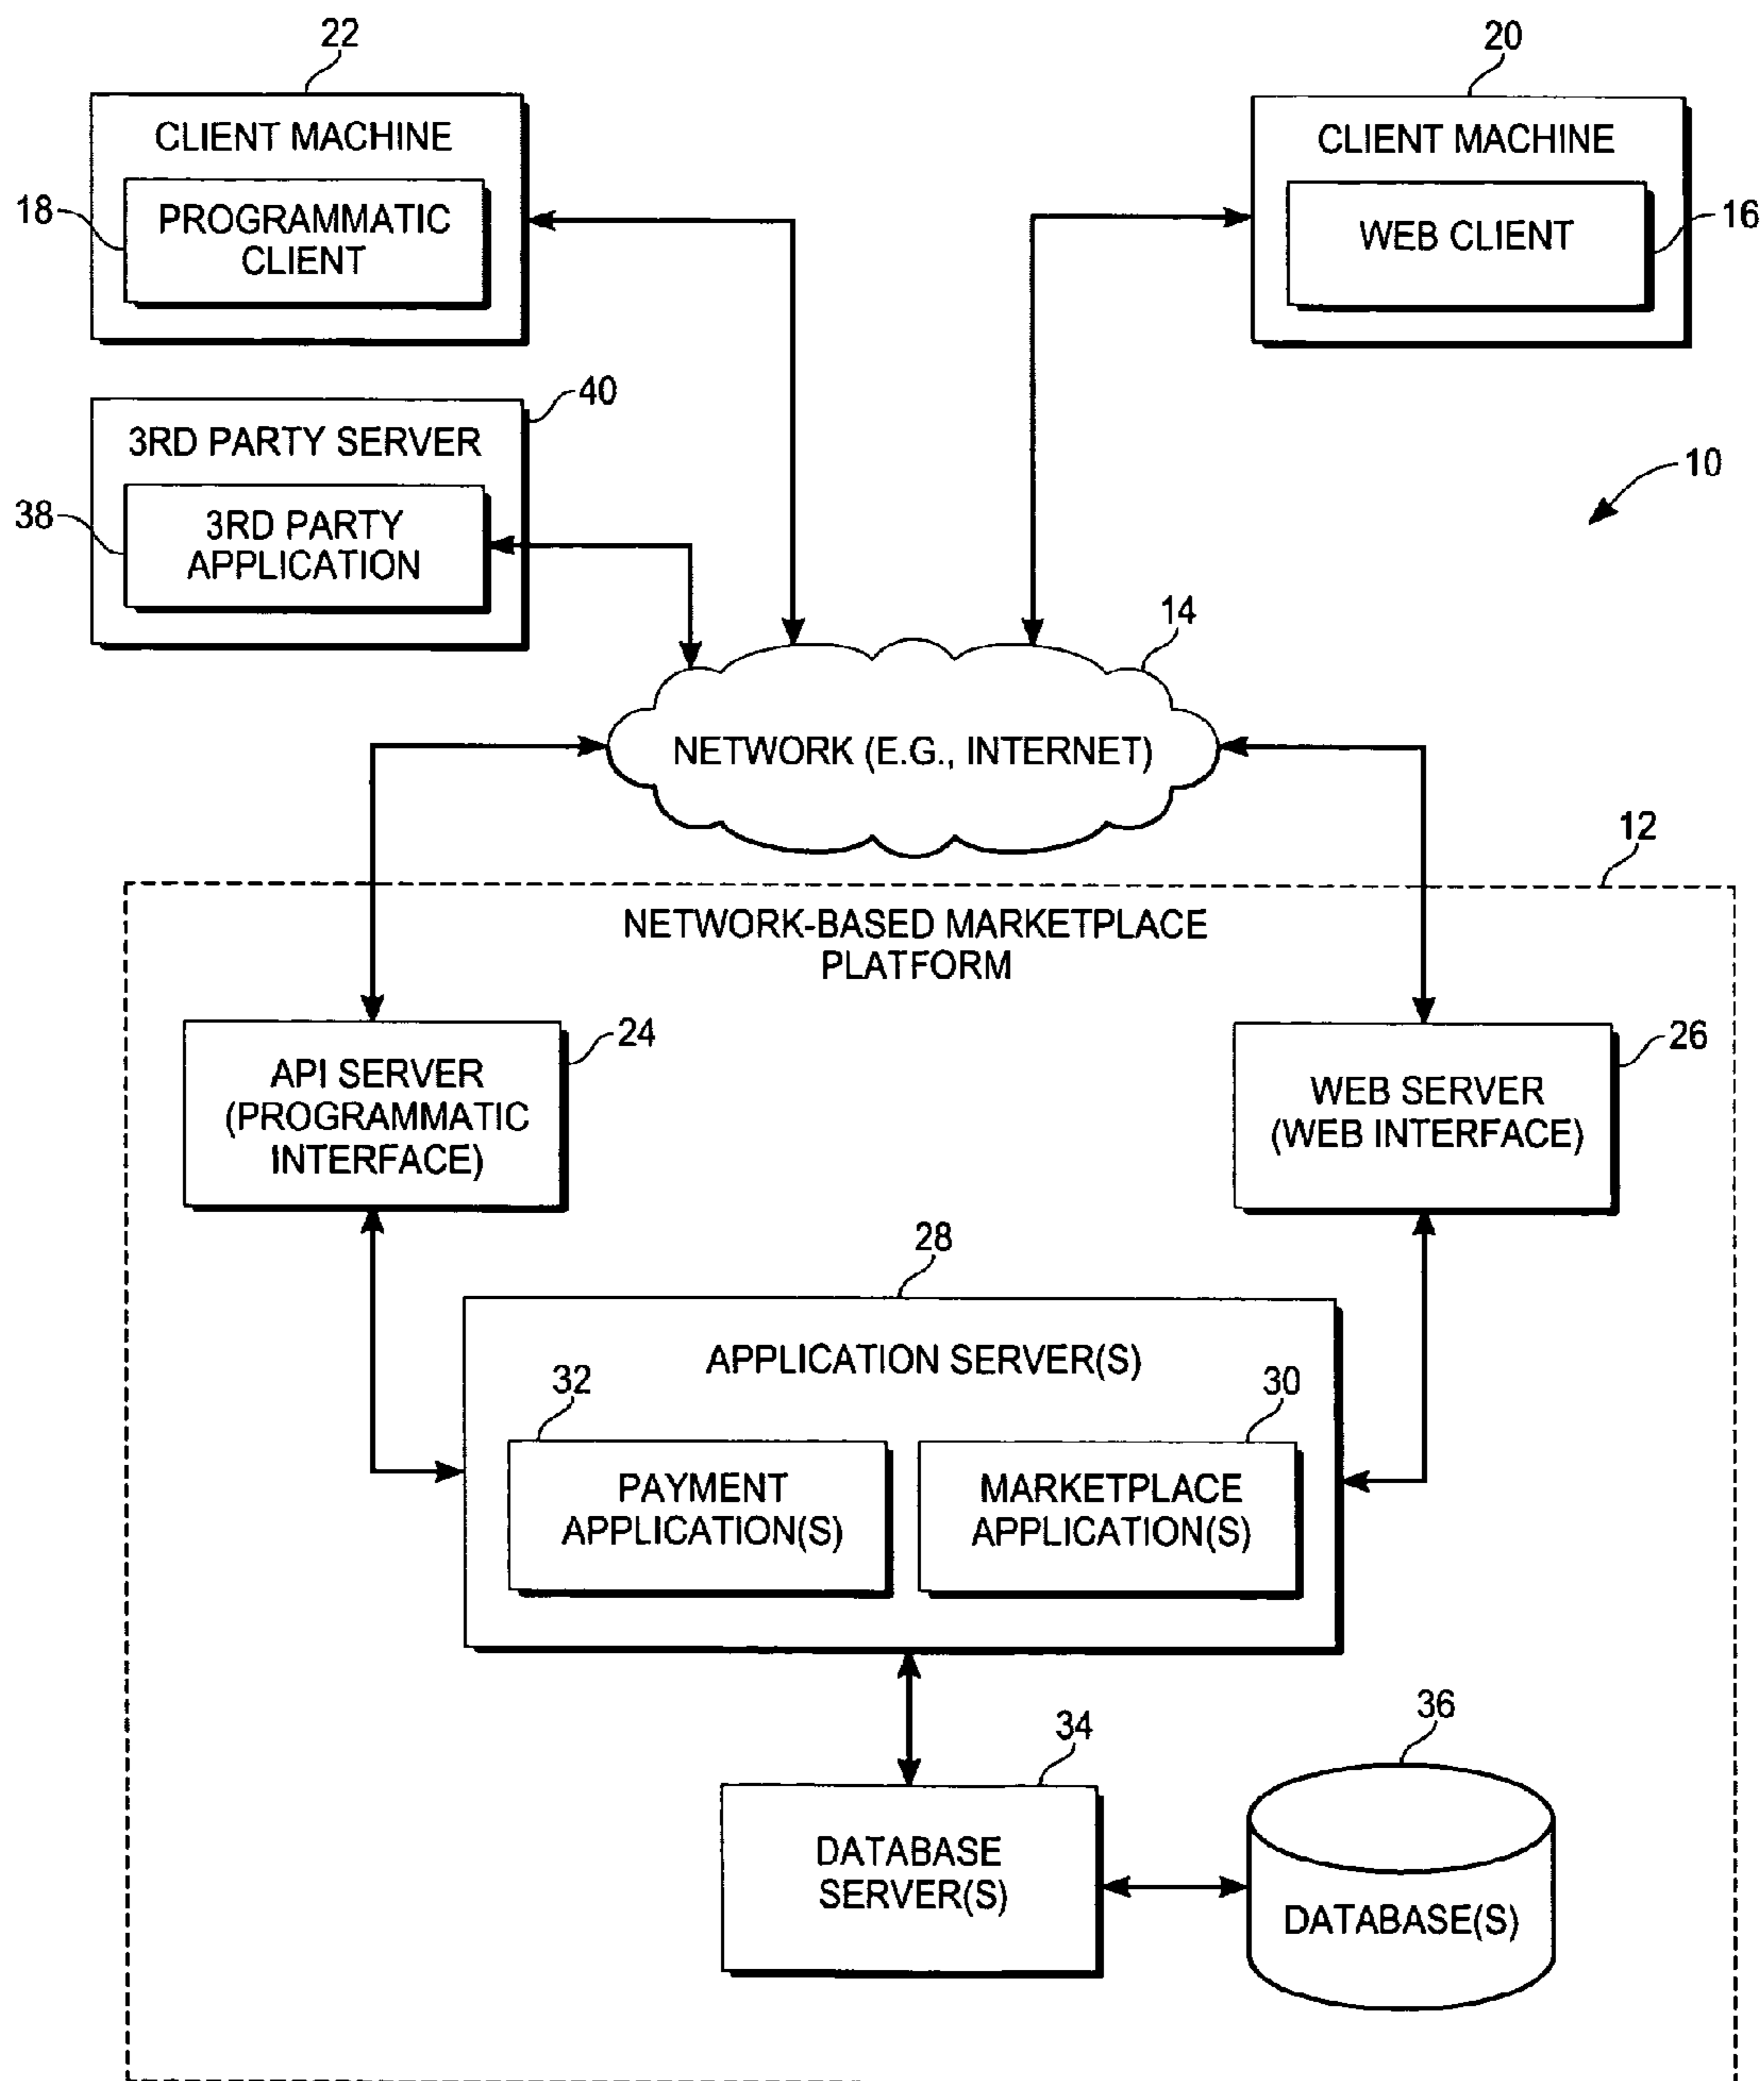 22
20
CLIENT MACHINE
CLIENT MACHINE
18
PROGRAMMATIC
CLIENT
WEB CLIENT
16
40
3RD PARTY SERVER
10
38
3RD PARTY
APPLICATION
14
NETWORK (E.G., INTERNET)
12
NETWORK-BASED MARKETPLACE
PLATFORM
24
26
API SERVER
(PROGRAMMATIC
INTERFACE)
WEB SERVER
(WEB INTERFACE)
28
APPLICATION SERVER(S)
32
30
PAYMENT
APPLICATION(S)
MARKETPLACE
APPLICATION(S)
34
36
DATABASE
SERVER(S)
DATABASE(S)